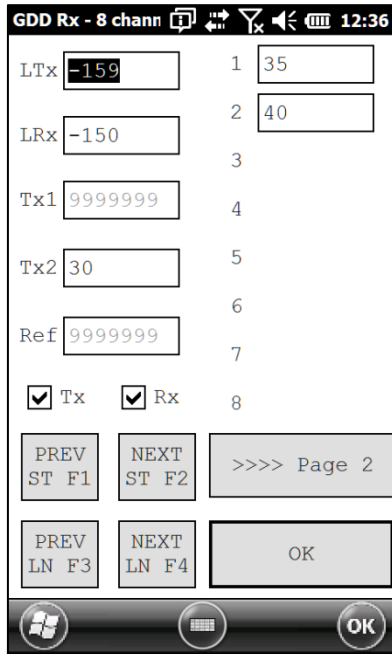 GDD Rx - 8 chann 12:36
LTx -159
LRx -150
Tx1 9999999
Tx2 30
Ref 9999999
Tx Rx
1 35
2 40
3
4
5
6
7
8
PREV
ST F1
NEXT
ST F2
>>>> Page 2
PREV
LN F3
NEXT
LN F4
OK
OK